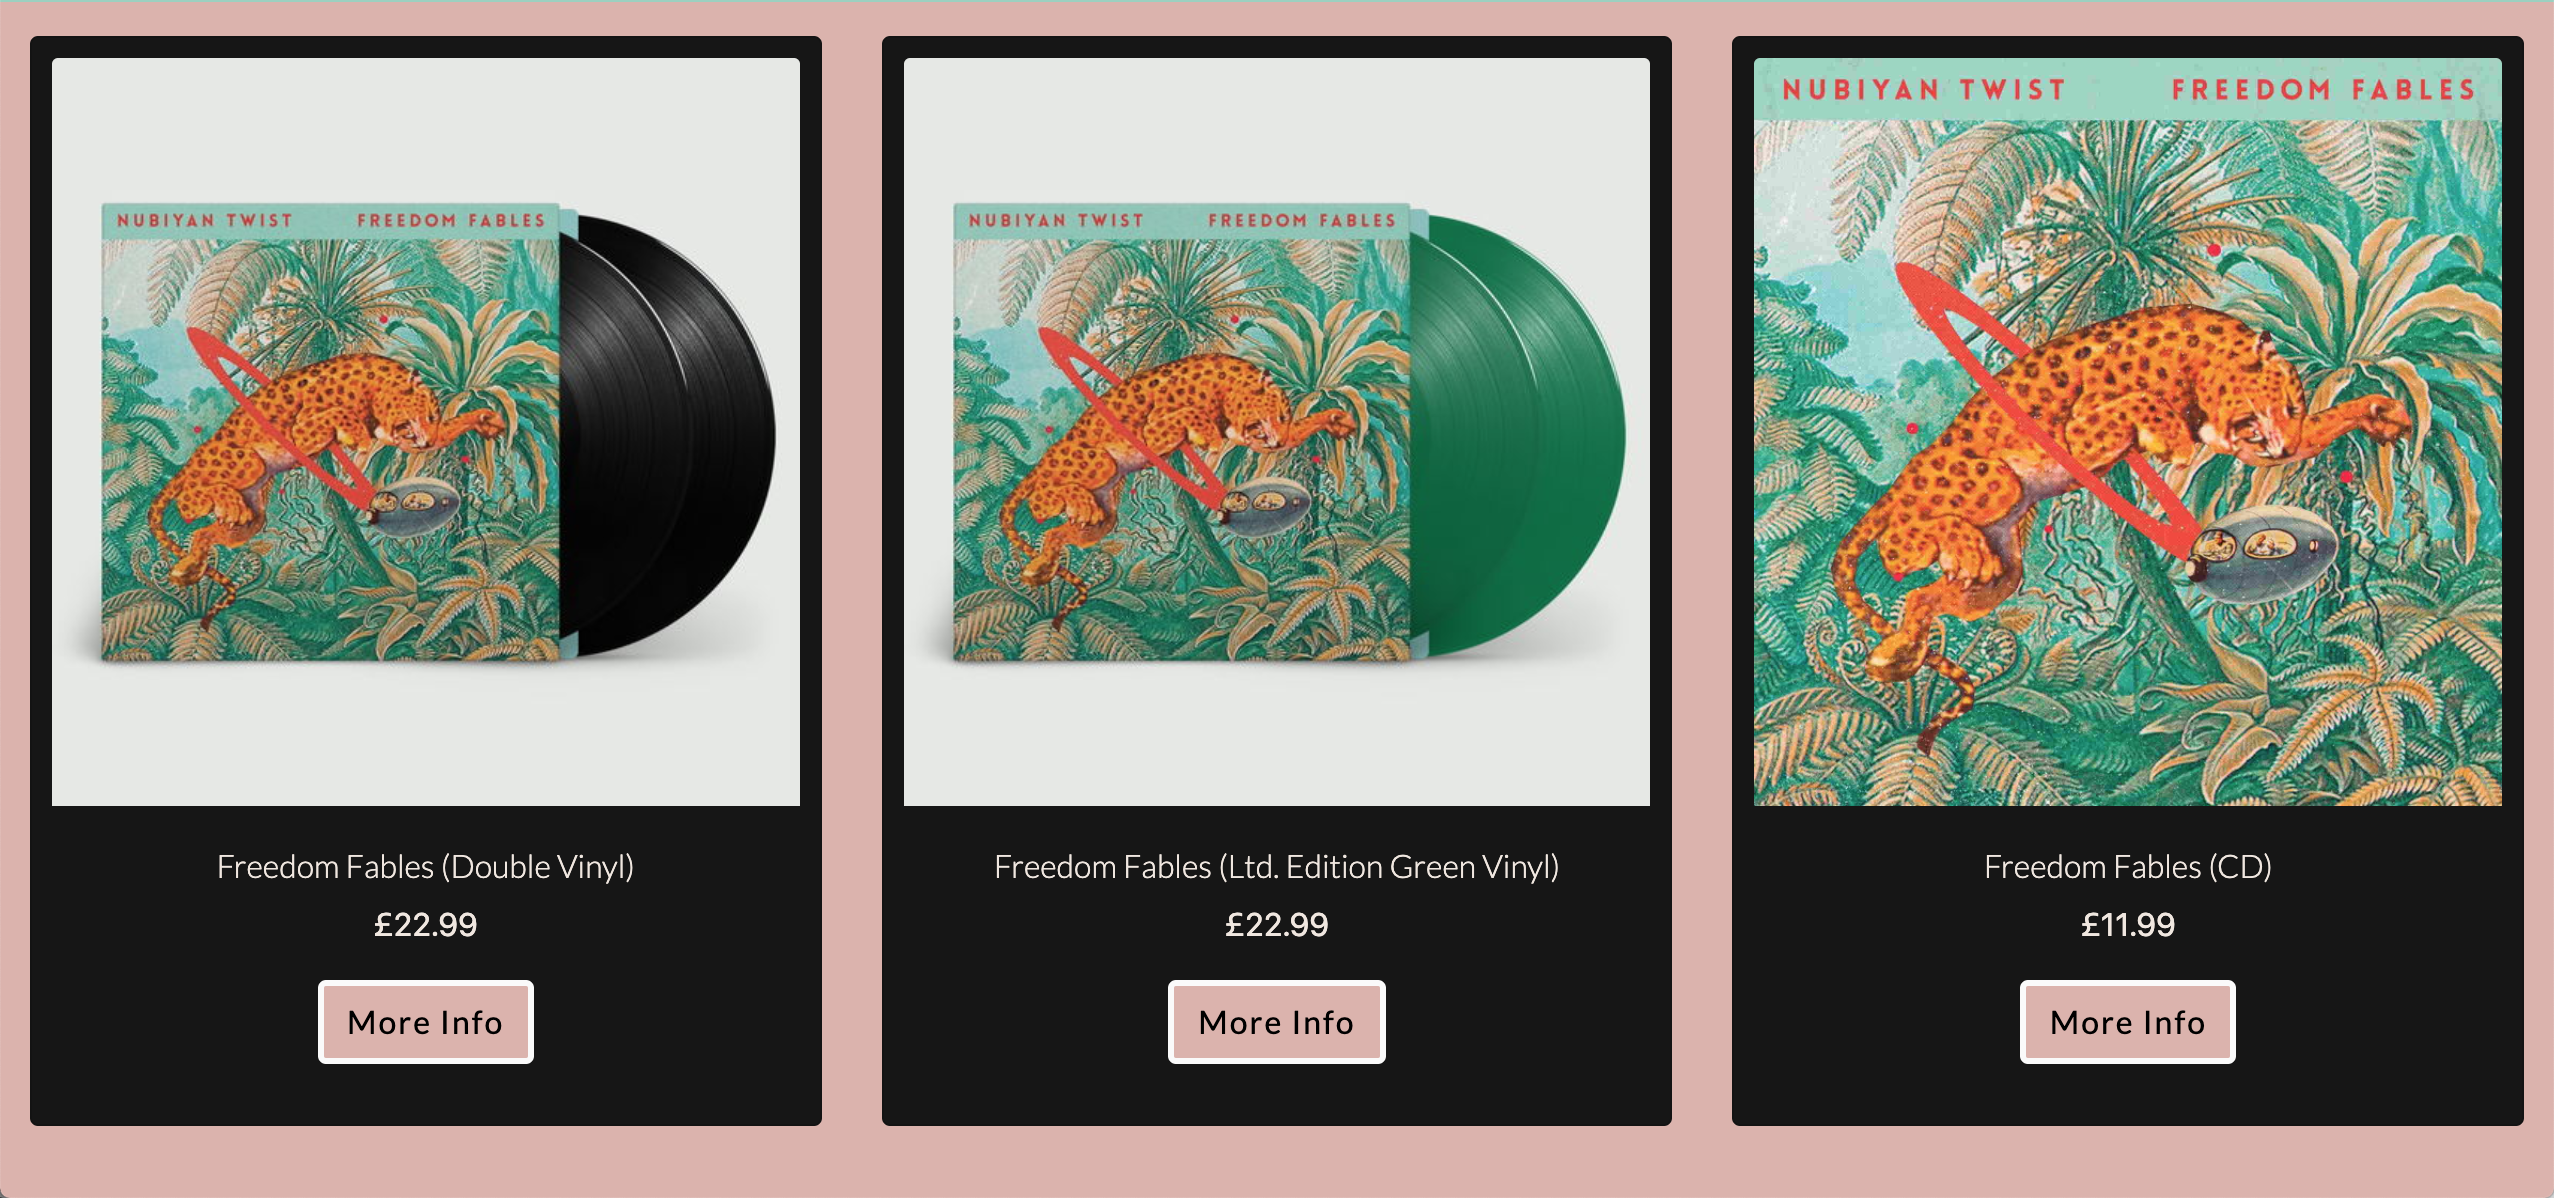 NUBIYAN TWIST FREEDOM FABLES
Freedom Fables (Double Vinyl)
£22.99
More Info
NUBIYAN TWIST FREEDOM FABLES
Freedom Fables (Ltd. Edition Green Vinyl)
£22.99
More Info
NUBIYAN TWIST FREEDOM FABLES
Freedom Fables (CD)
£11.99
More Info